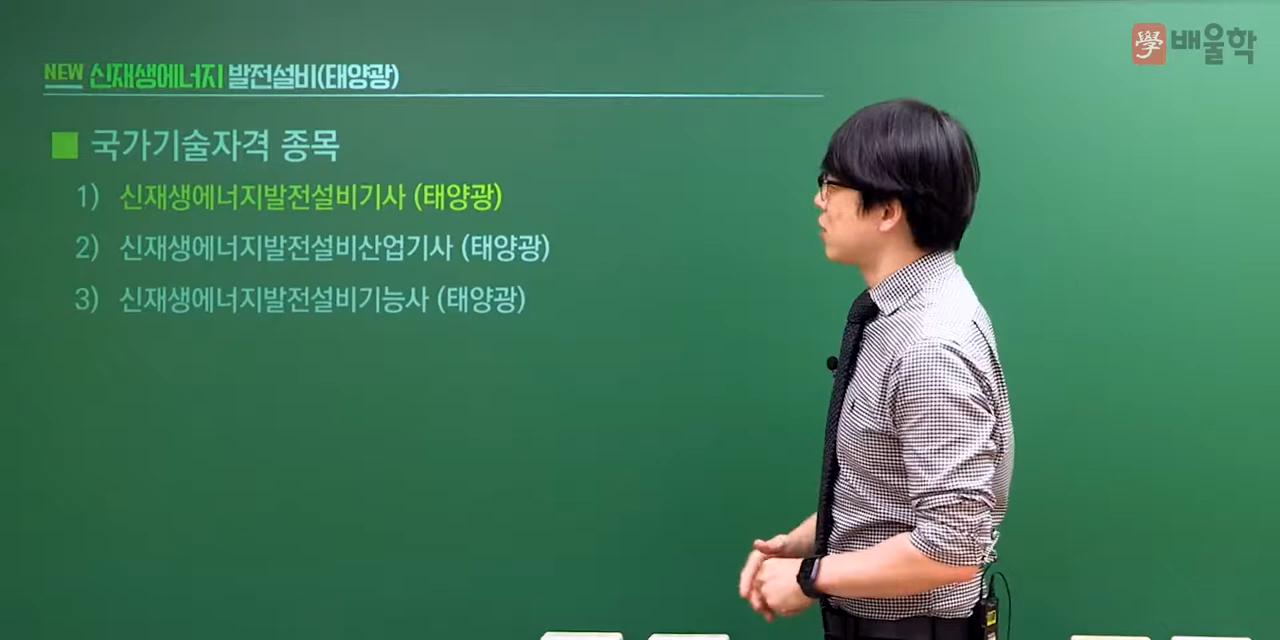 學 배울학
NEW 신재생에너지 발전설비(태양광)
■ 국가기술자격 종목
1) 신재생에너지발전설비기사 (태양광)
2) 신재생에너지발전설비산업기사 (태양광)
3) 신재생에너지발전설비기능사 (태양광)